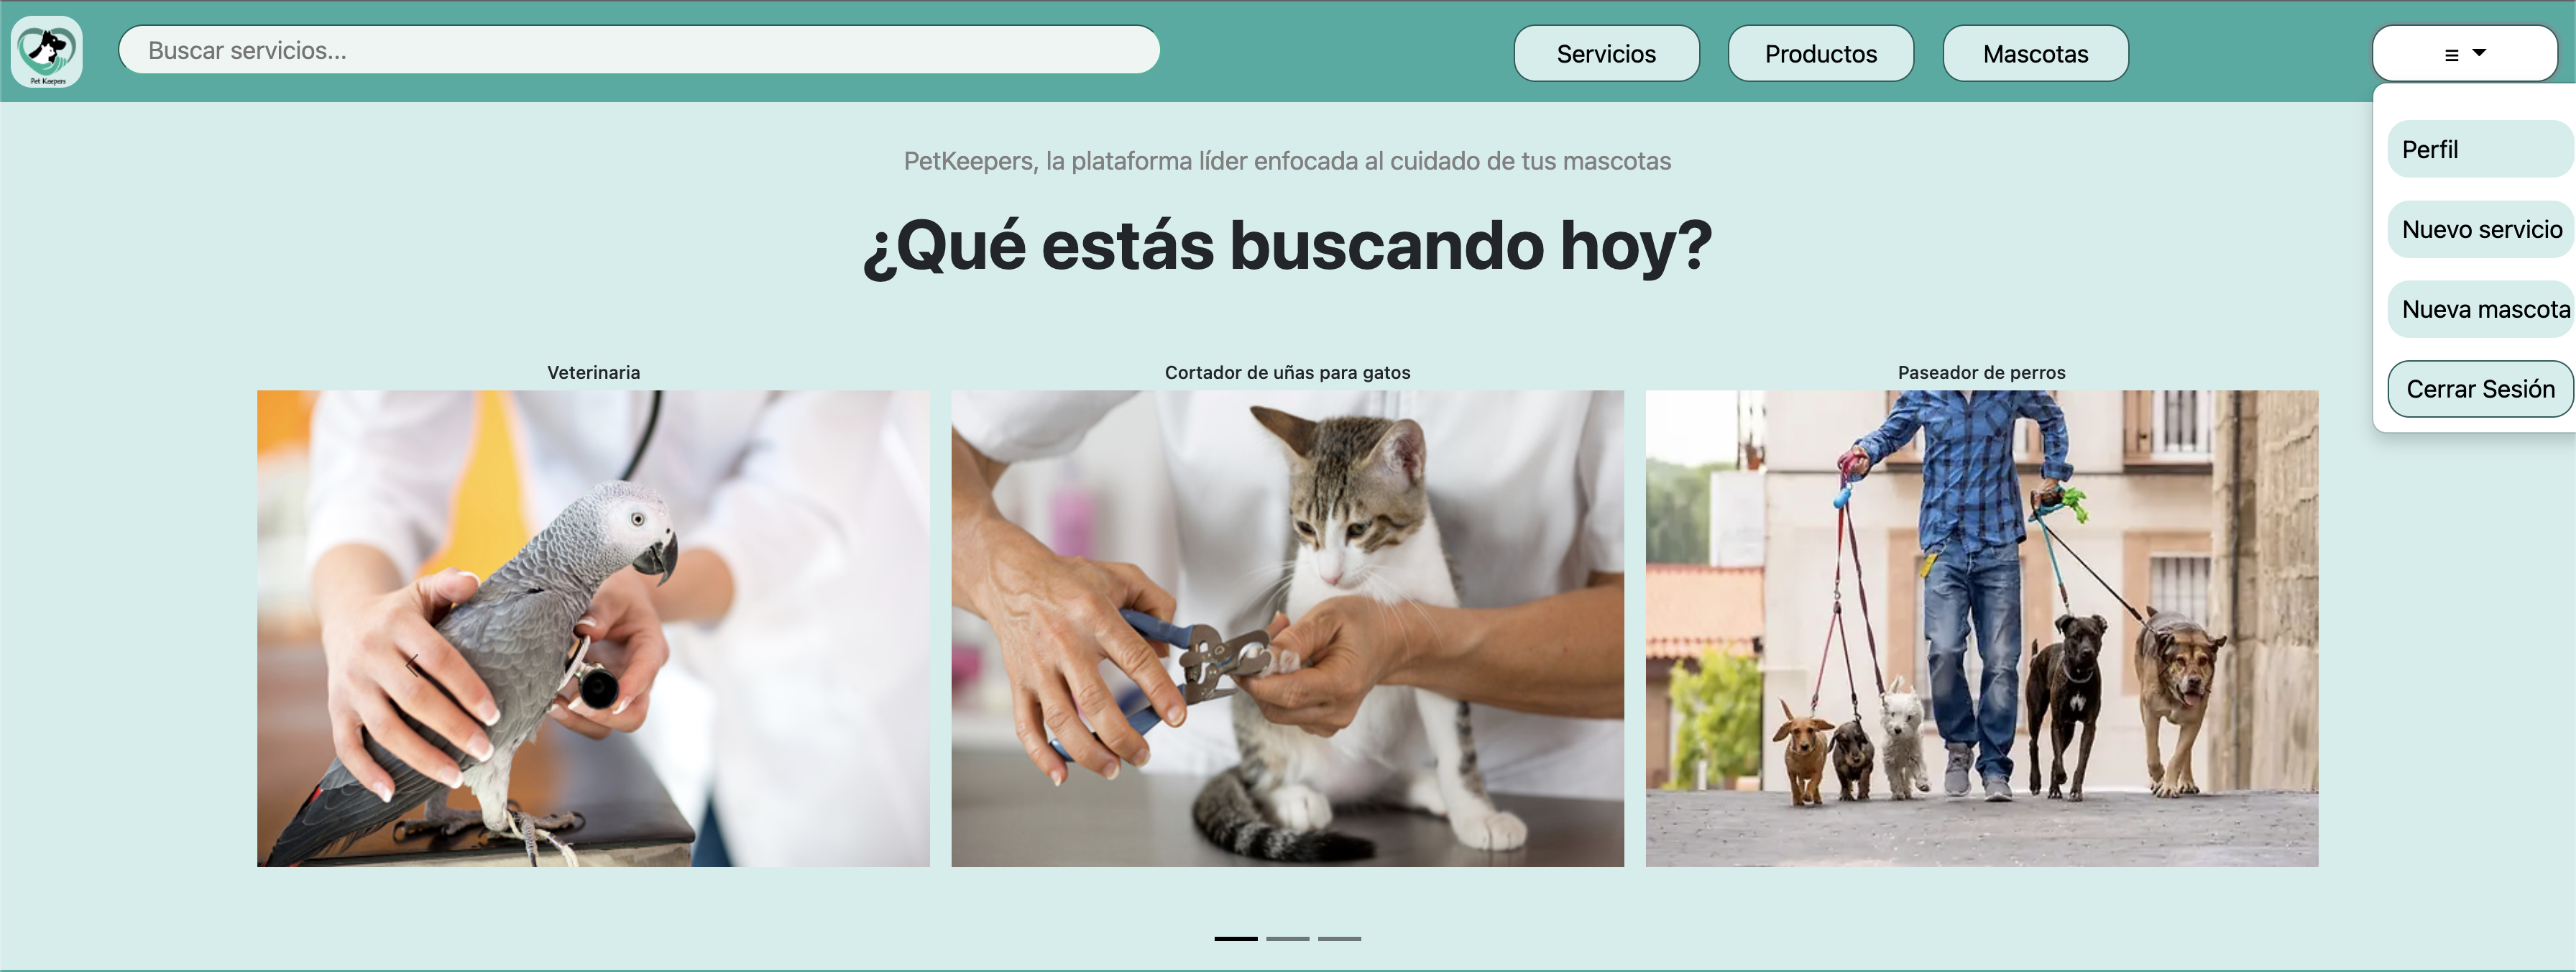 Pet Keepers
Buscar servicios...
Servicios
Productos
Mascotas
Perfil
Nuevo servicio
Nueva mascota
Cerrar Sesión
PetKeepers, la plataforma líder enfocada al cuidado de tus mascotas
¿Qué estás buscando hoy?
Veterinaria
Cortador de uñas para gatos
Paseador de perros